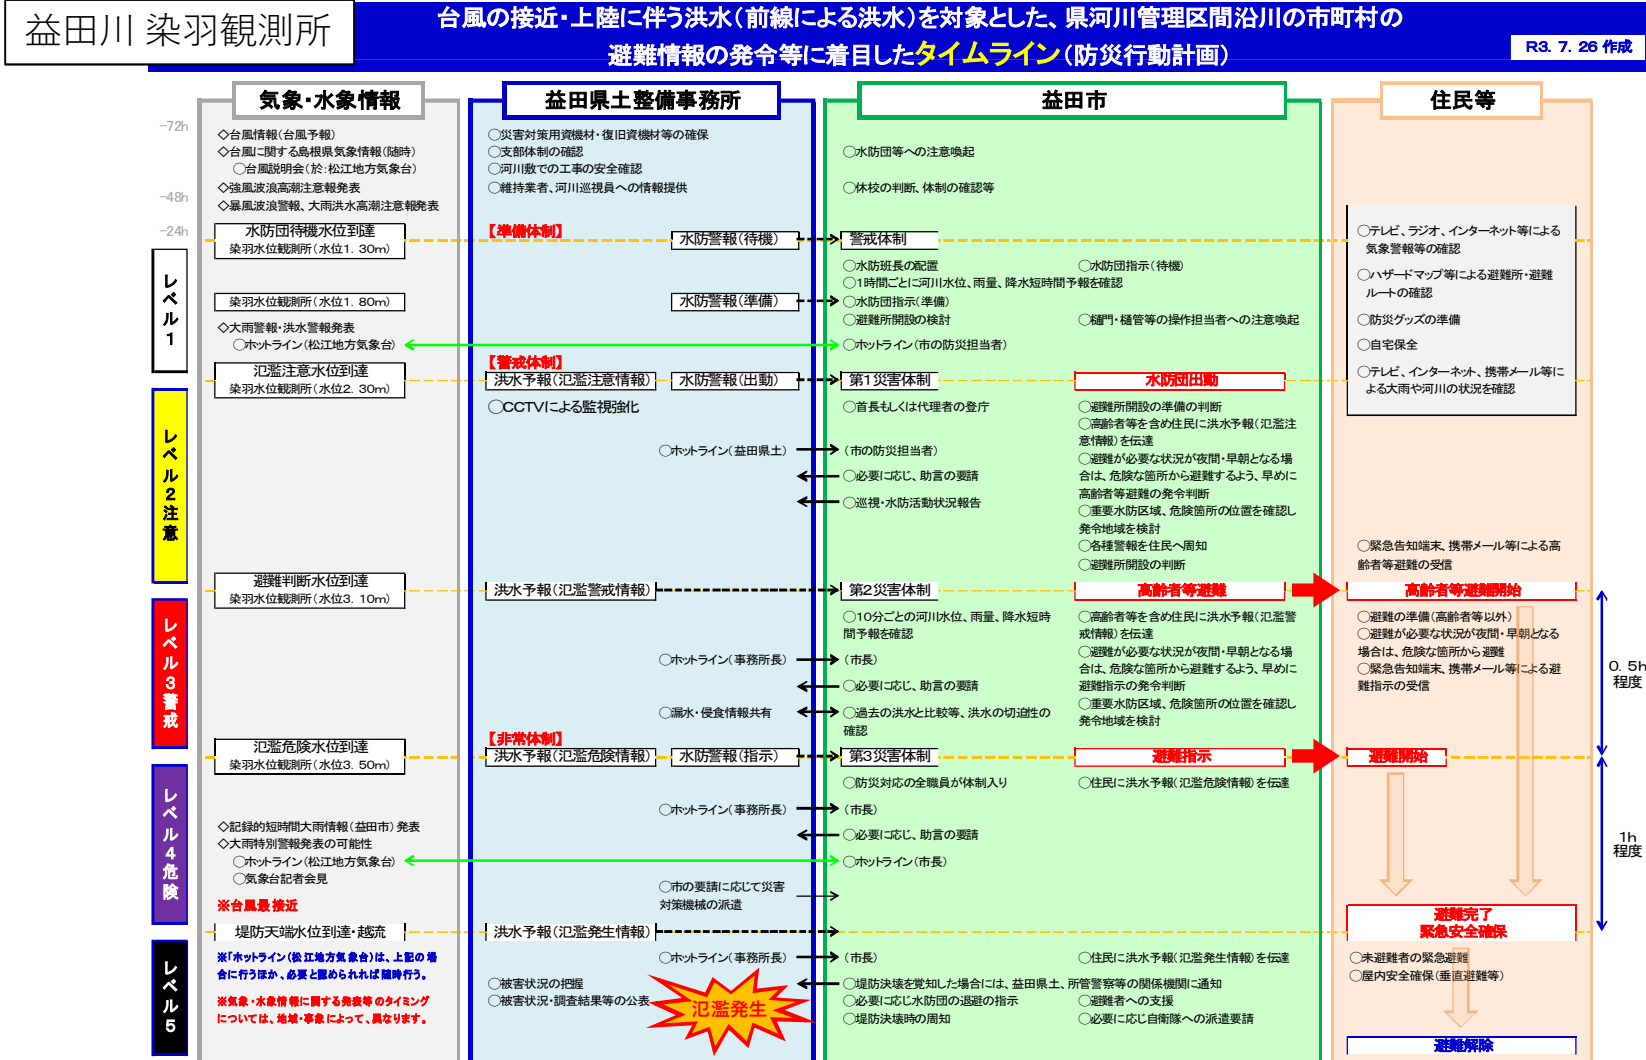 益田川 染羽観測所
台風の接近・上陸に伴う洪水（前線による洪水）を対象とした、県河川管理区間沿川の市町村の
避難情報の発令等に着目したタイムライン（防災行動計画）
R3. 7. 26 作成
気象・水象情報
益田県土整備事務所
益田市
住民等
-72h
-48h
-24h
レベル1
レベル2注意
レベル3警戒
レベル4危険
レベル5
◇台風情報（台風予報）
◇台風に関する島根県気象情報（随時）
○台風説明会（於：松江地方気象台）
◇強風波浪高潮注意報発表
◇暴風波浪警報、大雨洪水高潮注意報発表
水防団待機水位到達
染羽水位観測所（水位1. 30m）
染羽水位観測所（水位1. 80m）
◇大雨警報・洪水警報発表
○ホットライン（松江地方気象台）
氾濫注意水位到達
染羽水位観測所（水位2. 30m）
避難判断水位到達
染羽水位観測所（水位3. 10m）
氾濫危険水位到達
染羽水位観測所（水位3. 50m）
◇記録的短時間大雨情報（益田市）発表
◇大雨特別警報発表の可能性
○ホットライン（松江地方気象台）
○気象台記者会見
※台風最接近
堤防天端水位到達・越流
※「ホットライン（松江地方気象台）は、上記の場
合に行うほか、必要と認められれば随時行う。
※気象・水象情報に関する発表等のタイミング
については、地域・事象によって、異なります。
○災害対策用資機材・復旧資機材等の確保
○支部体制の確認
○河川敷での工事の安全確認
○維持業者、河川巡視員への情報提供
【準備体制】
水防警報（待機）
水防警報（準備）
【警戒体制】
洪水予報（氾濫注意情報）
水防警報（出動）
○CCTVによる監視強化
○ホットライン（益田県土）
洪水予報（氾濫警戒情報）
○ホットライン（事務所長）
○漏水・侵食情報共有
【非常体制】
洪水予報（氾濫危険情報）
水防警報（指示）
○ホットライン（事務所長）
○市の要請に応じて災害
対策機械の派遣
洪水予報（氾濫発生情報）
○ホットライン（事務所長）
○被害状況の把握
○被害状況・調査結果等の公表
氾濫発生
○水防団等への注意喚起
○休校の判断、体制の確認等
警戒体制
○水防班長の配置
○水防団指示（待機）
○1時間ごとに河川水位、雨量、降水短時間予報を確認
○水防団指示（準備）
○避難所開設の検討
○樋門・樋管等の操作担当者への注意喚起
○ホットライン（市の防災担当者）
第1災害体制
水防団出動
○首長もしくは代理者の登庁
（市の防災担当者）
○必要に応じ、助言の要請
○巡視・水防活動状況報告
○避難所開設の準備の判断
○高齢者等を含め住民に洪水予報（氾濫注
意情報）を伝達
○避難が必要な状況が夜間・早朝となる場
合は、危険な箇所から避難するよう、早めに
高齢者等避難の発令判断
○重要水防区域、危険箇所の位置を確認し
発令地域を検討
○各種警報を住民へ周知
○避難所開設の判断
第2災害体制
高齢者等避難
○10分ごとの河川水位、雨量、降水短時
間予報を確認
（市長）
○必要に応じ、助言の要請
○過去の洪水と比較等、洪水の切迫性の
確認
○高齢者等を含め住民に洪水予報（氾濫警
戒情報）を伝達
○避難が必要な状況が夜間・早朝となる場
合は、危険な箇所から避難するよう、早めに
避難指示の発令判断
○重要水防区域、危険箇所の位置を確認し
発令地域を検討
第3災害体制
避難指示
○防災対応の全職員が体制入り
○住民に洪水予報（氾濫危険情報）を伝達
（市長）
○必要に応じ、助言の要請
○ホットライン（市長）
（市長）
○住民に洪水予報（氾濫発生情報）を伝達
○堤防決壊を覚知した場合には、益田県土、所管警察等の関係機関に通知
○必要に応じ水防団の退避の指示
○避難者への支援
○堤防決壊時の周知
○必要に応じ自衛隊への派遣要請
○テレビ、ラジオ、インターネット等による
気象警報等の確認
○ハザードマップ等による避難所・避難
ルートの確認
○防災グッズの準備
○自宅保全
○テレビ、インターネット、携帯メール等に
よる大雨や河川の状況を確認
○緊急告知端末、携帯メール等による高
齢者等避難の受信
高齢者等避難開始
○避難の準備（高齢者等以外）
○避難が必要な状況が夜間・早朝となる
場合は、危険な箇所から避難
○緊急告知端末、携帯メール等による避
難指示の受信
避難開始
避難完了
緊急安全確保
○未避難者の緊急避難
○屋内安全確保（垂直避難等）
避難解除
0. 5h
程度
1h
程度